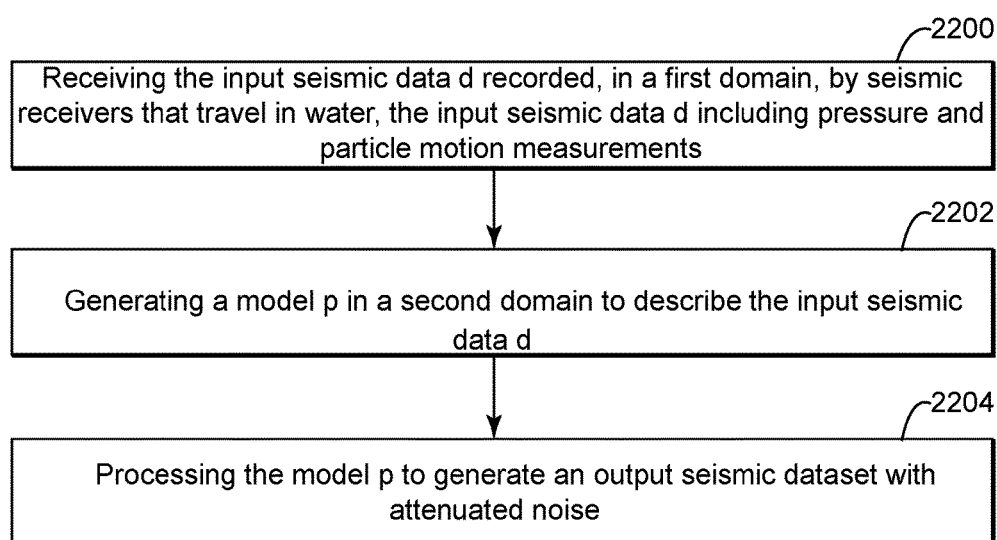 2200
Receiving the input seismic data d recorded, in a first domain, by seismic
receivers that travel in water, the input seismic data d including pressure and
particle motion measurements
2202
Generating a model p in a second domain to describe the input seismic
data d
2204
Processing the model p to generate an output seismic dataset with
attenuated noise